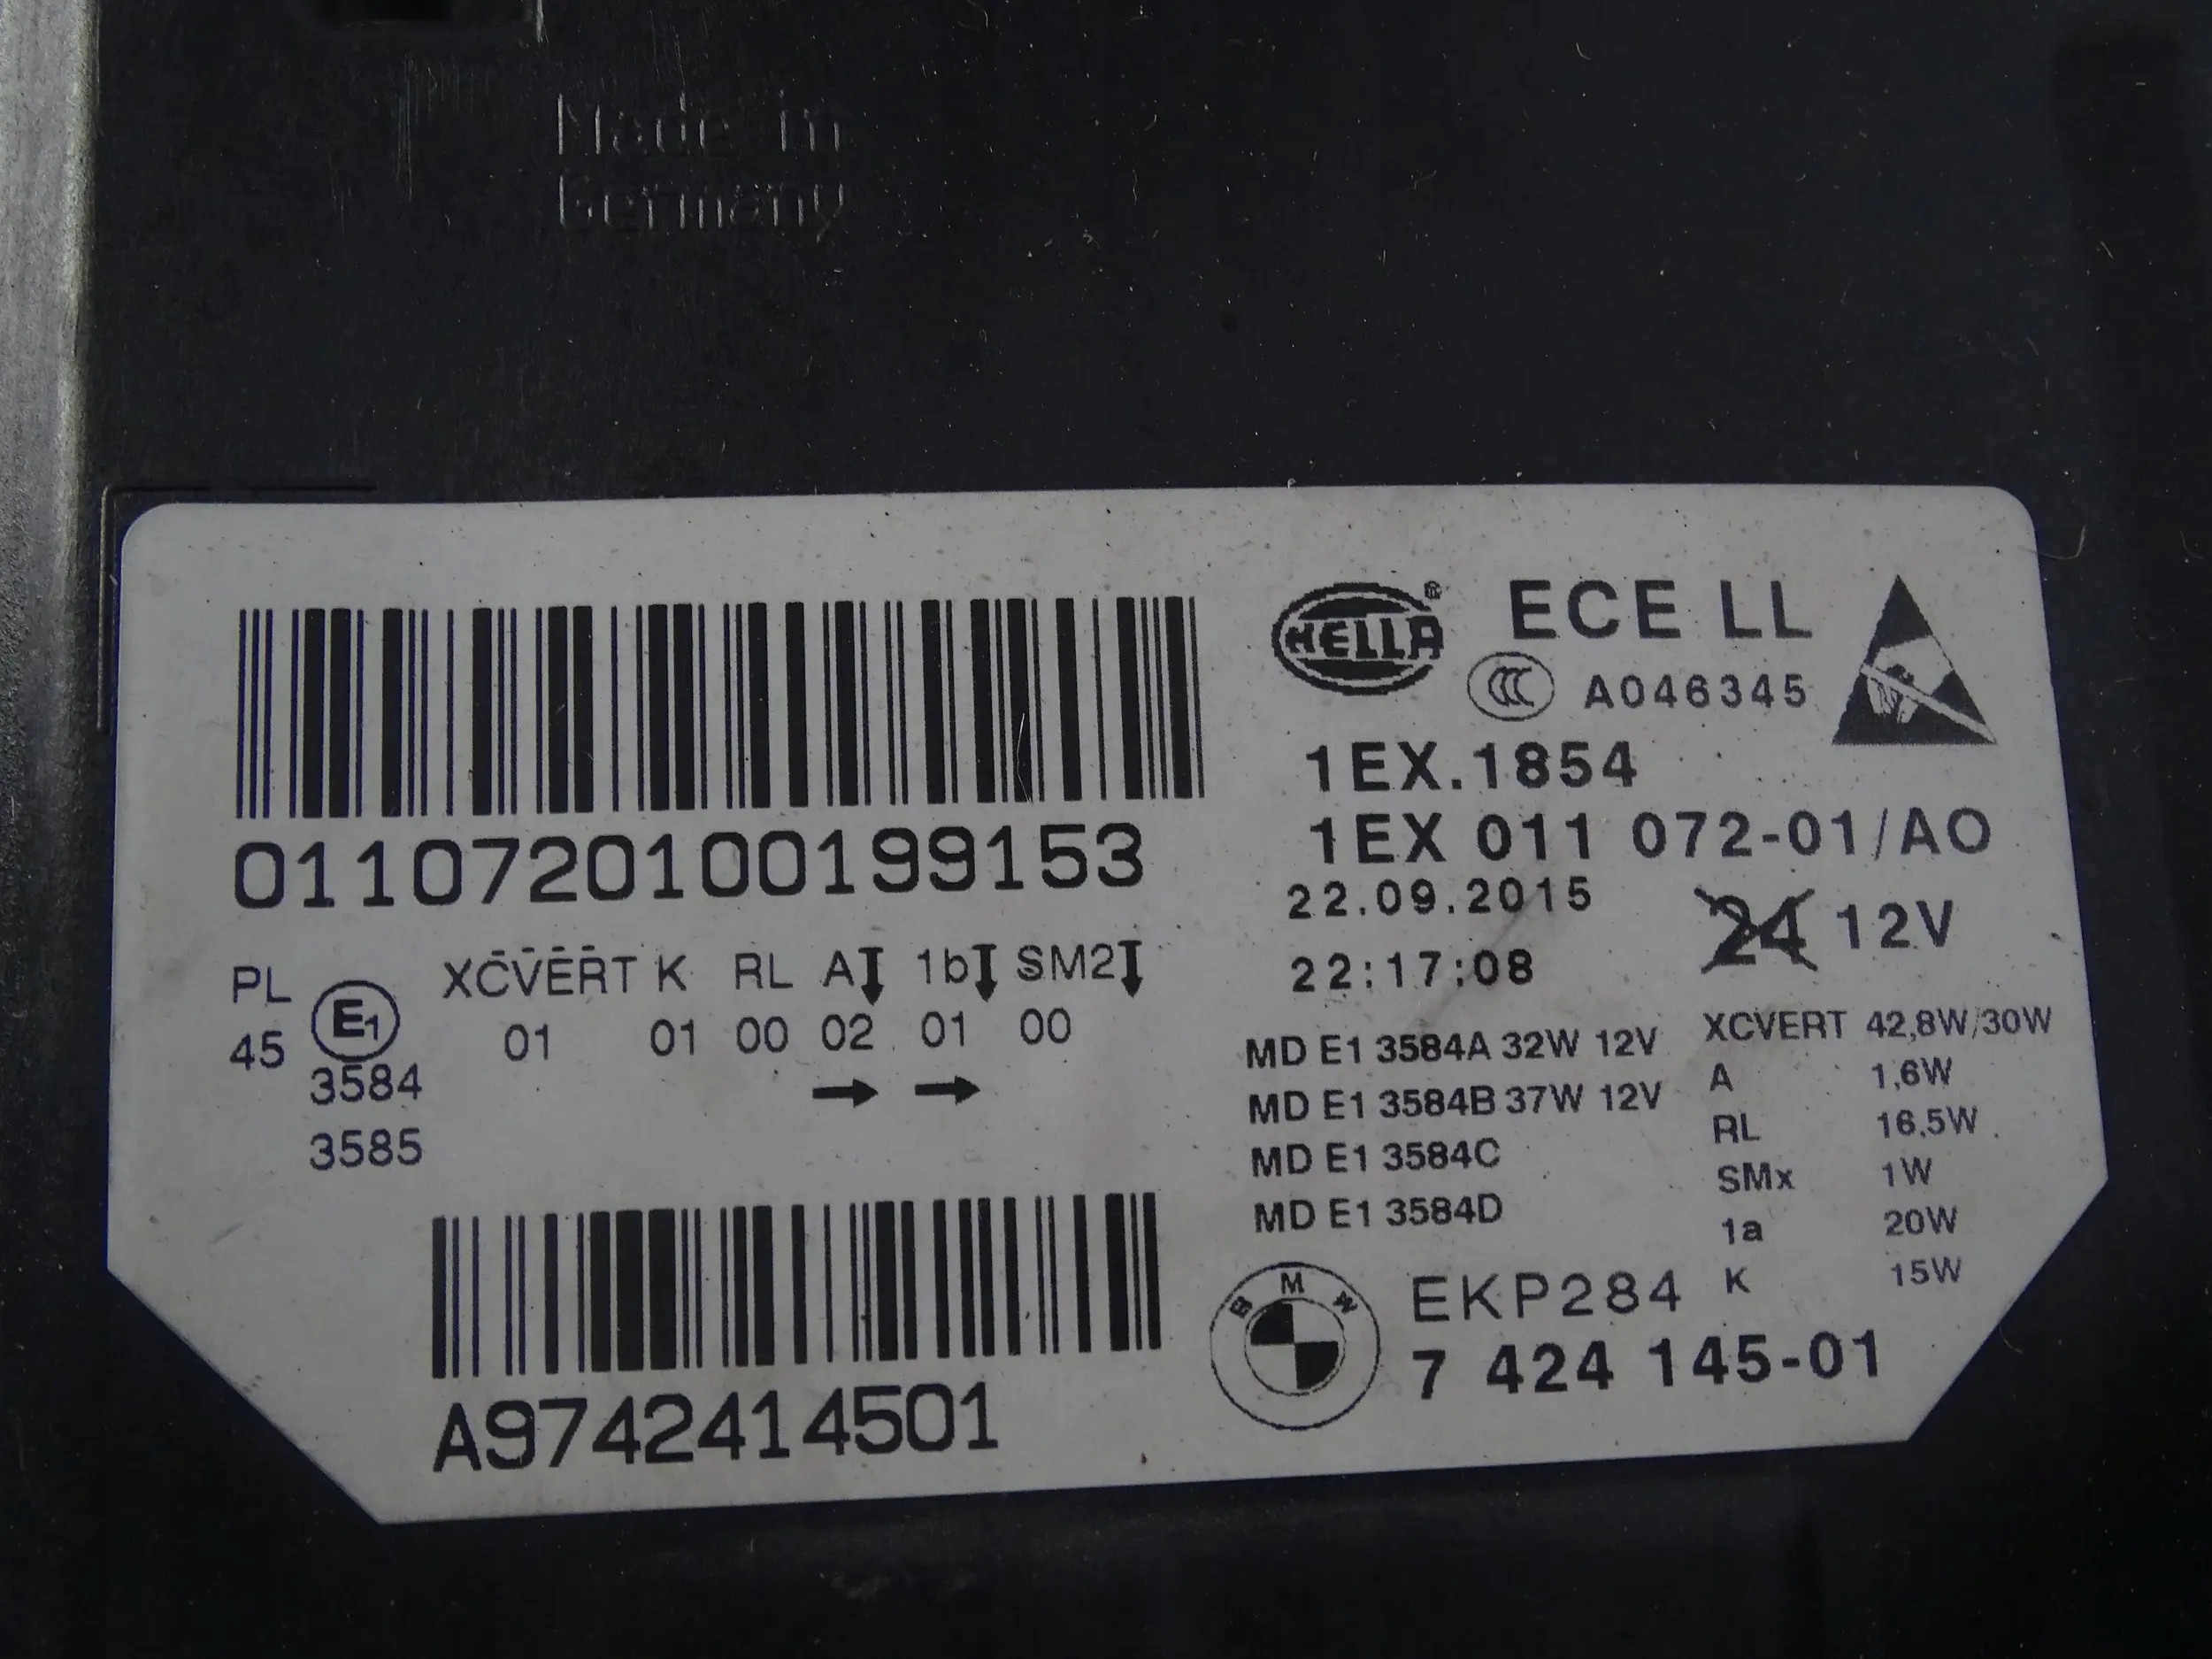 Made in
Germany
HELLA ®
ECE LL
CCC A046345
1EX.1854
1EX 011 072-01/AO
22.09.2015
24 12V
22:17:08
011072010019915​3
PL XCVERT K RL A 1b SM2
45 E1 01 01 00 02 01 00
3584
3585
MD E1 3584A 32W 12V
MD E1 3584B 37W 12V
MD E1 3584C
MD E1 3584D
XCVERT 42,8W/30W
A 1,6W
RL 16,5W
SMx 1W
1a 20W
K 15W
BMW
EKP284
7 424 145-01
A9742414501